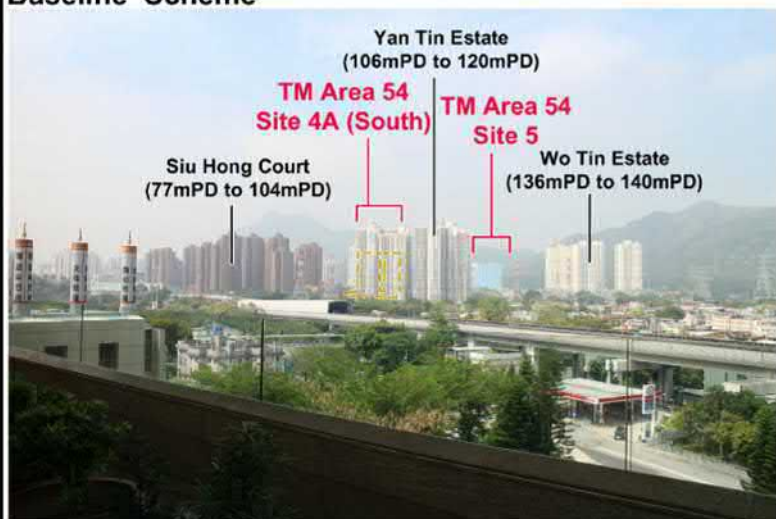 Baseline Scheme
Yan Tin Estate
(106mPD to 120mPD)
TM Area 54
Site 4A (South)
TM Area 54
Site 5
Siu Hong Court
(77mPD to 104mPD)
Wo Tin Estate
(136mPD to 140mPD)